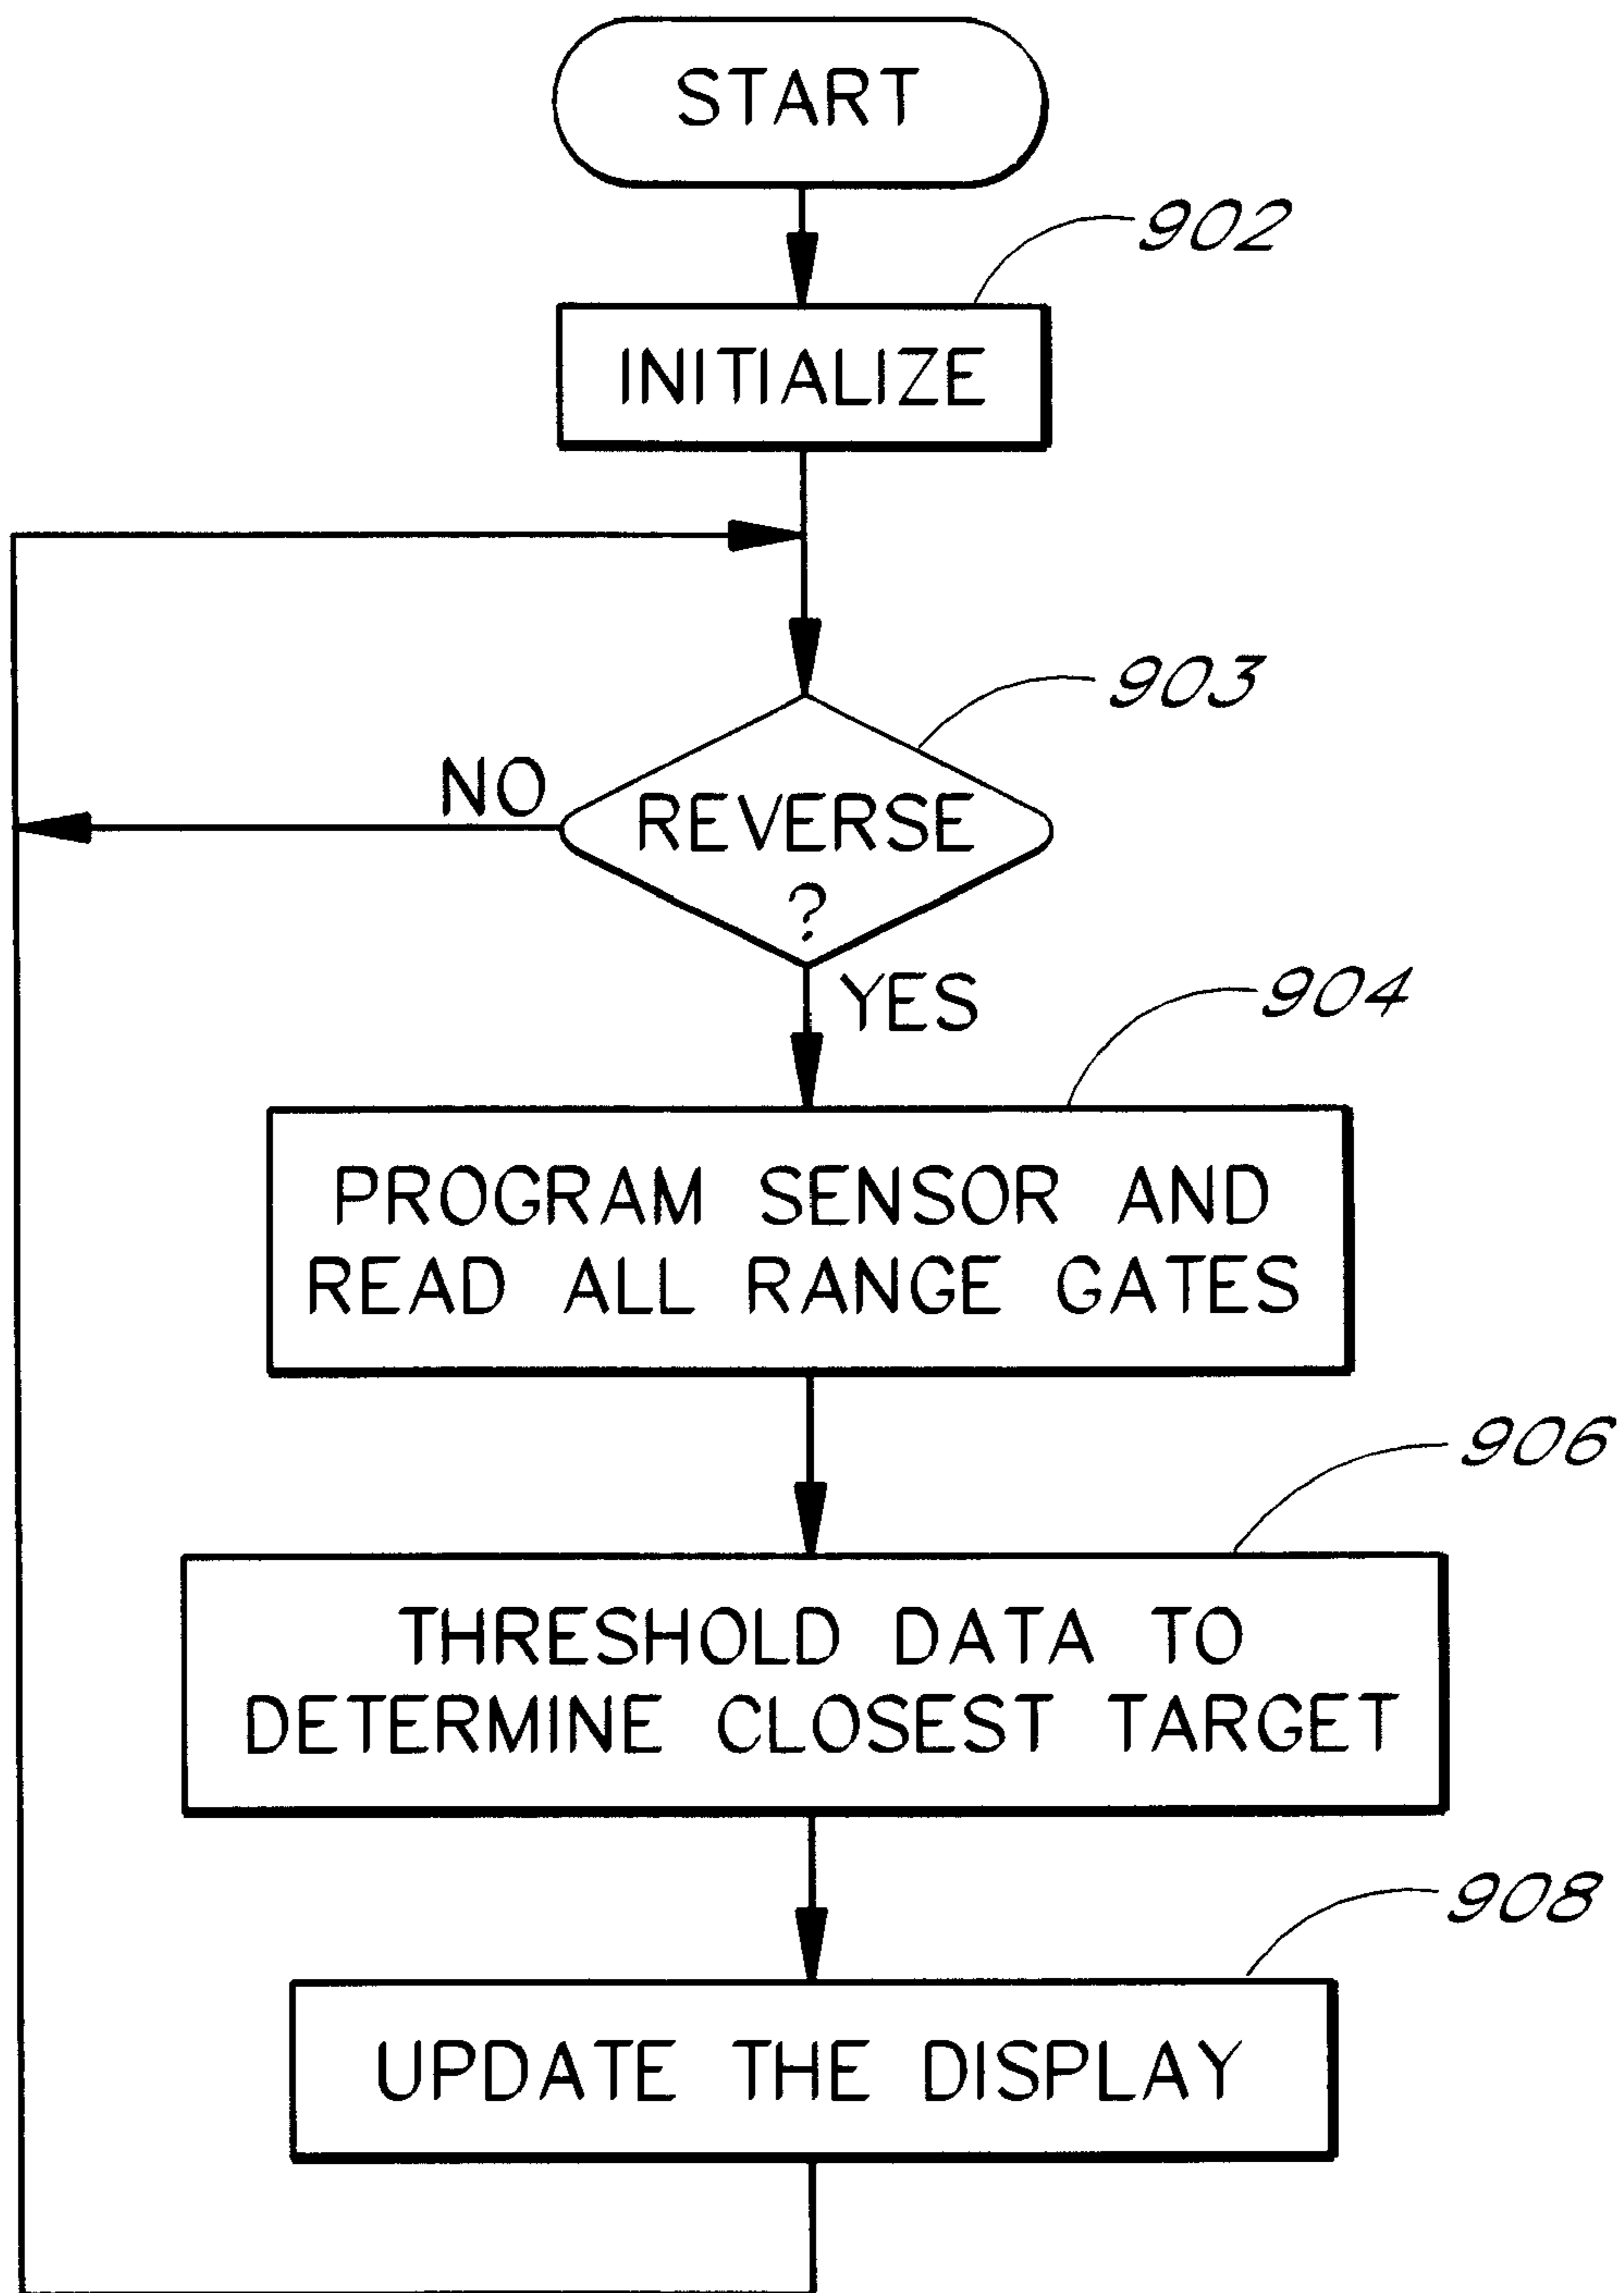 START
902
INITIALIZE
903
NO
REVERSE
?
YES
904
PROGRAM SENSOR AND
READ ALL RANGE GATES
906
THRESHOLD DATA TO
DETERMINE CLOSEST TARGET
908
UPDATE THE DISPLAY